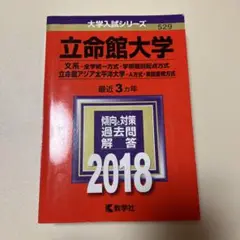 大学入試シリーズ
529
立命館大学
文系-全学統一方式・学部個別配点方式
立命館アジア太平洋大学-A方式・英語重視方式
最近3カ年
傾向と対策
過去問
解答
2018
教学社